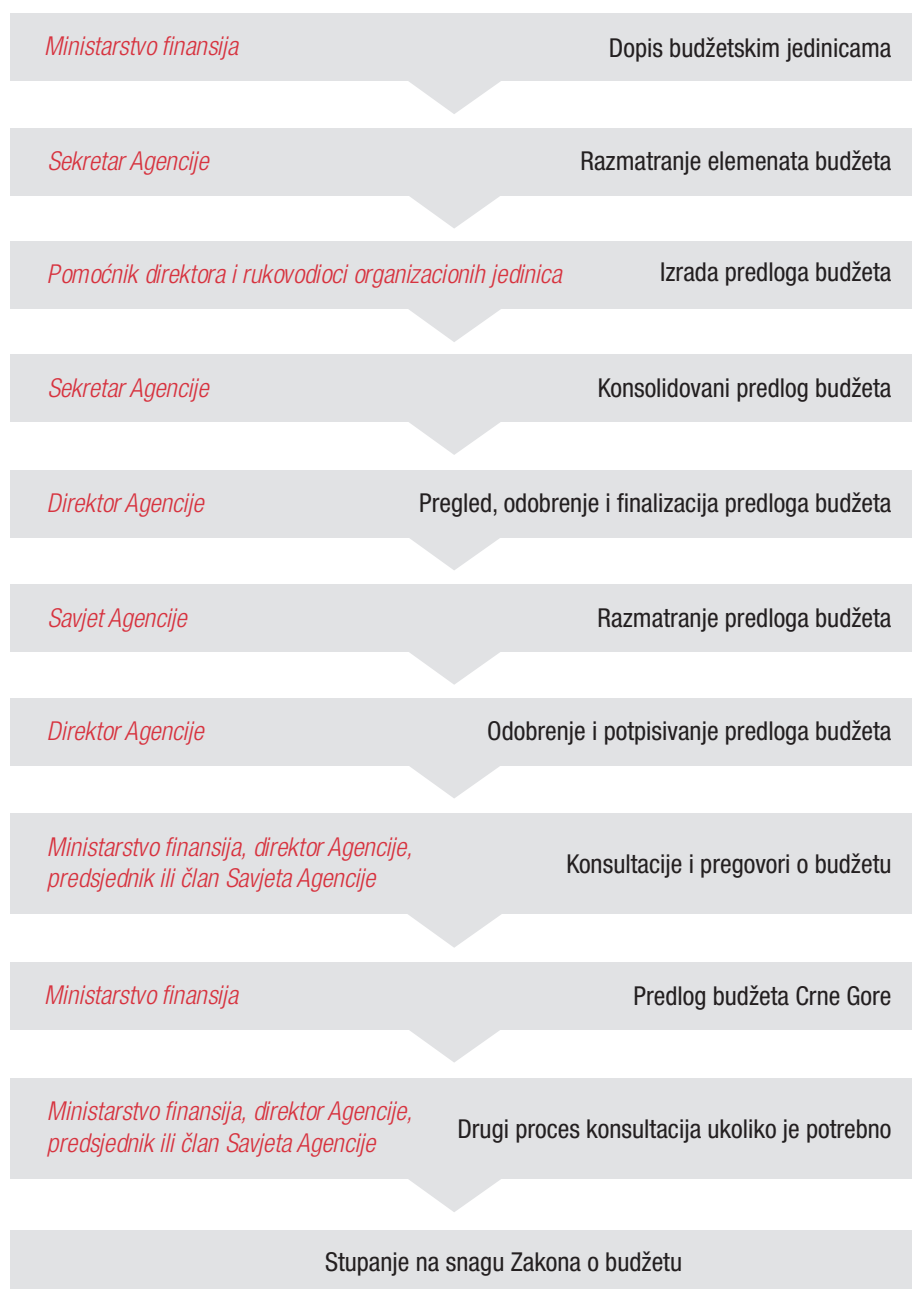 Ministarstvo finansija
Dopis budžetskim jedinicama
Sekretar Agencije
Razmatranje elemenata budžeta
Pomoćnik direktora i rukovodioci organizacionih jedinica
Izrada predloga budžeta
Sekretar Agencije
Konsolidovani predlog budžeta
Direktor Agencije
Pregled, odobrenje i finalizacija predloga budžeta
Savjet Agencije
Razmatranje predloga budžeta
Direktor Agencije
Odobrenje i potpisivanje predloga budžeta
Ministarstvo finansija, direktor Agencije,
predsjednik ili član Savjeta Agencije
Konsultacije i pregovori o budžetu
Ministarstvo finansija
Predlog budžeta Crne Gore
Ministarstvo finansija, direktor Agencije,
predsjednik ili član Savjeta Agencije
Drugi proces konsultacija ukoliko je potrebno
Stupanje na snagu Zakona o budžetu